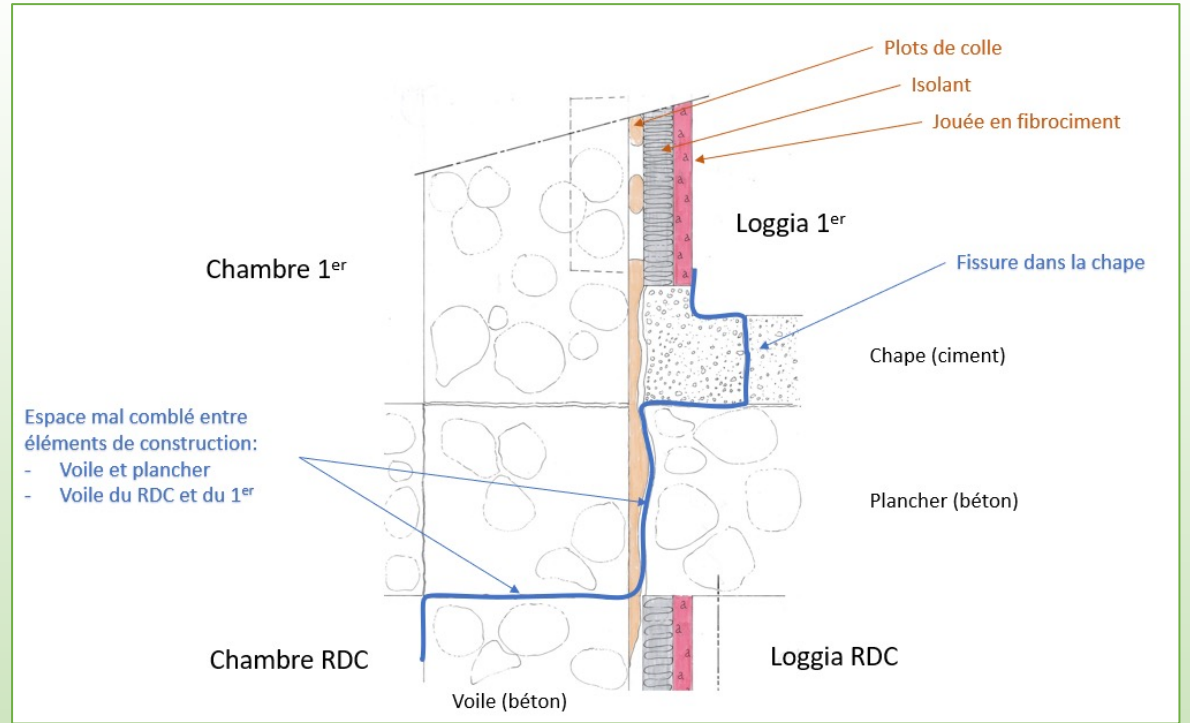 Plots de colle
Isolant
Jouée en fibrociment
Loggia 1er
Chambre 1er
Fissure dans la chape
Chape (ciment)
Espace mal comblé entre
éléments de construction:
- Voile et plancher
- Voile du RDC et du 1er
Plancher (béton)
Chambre RDC
Loggia RDC
Voile (béton)
a
a
a
a
a
a
a
a
a
a
a